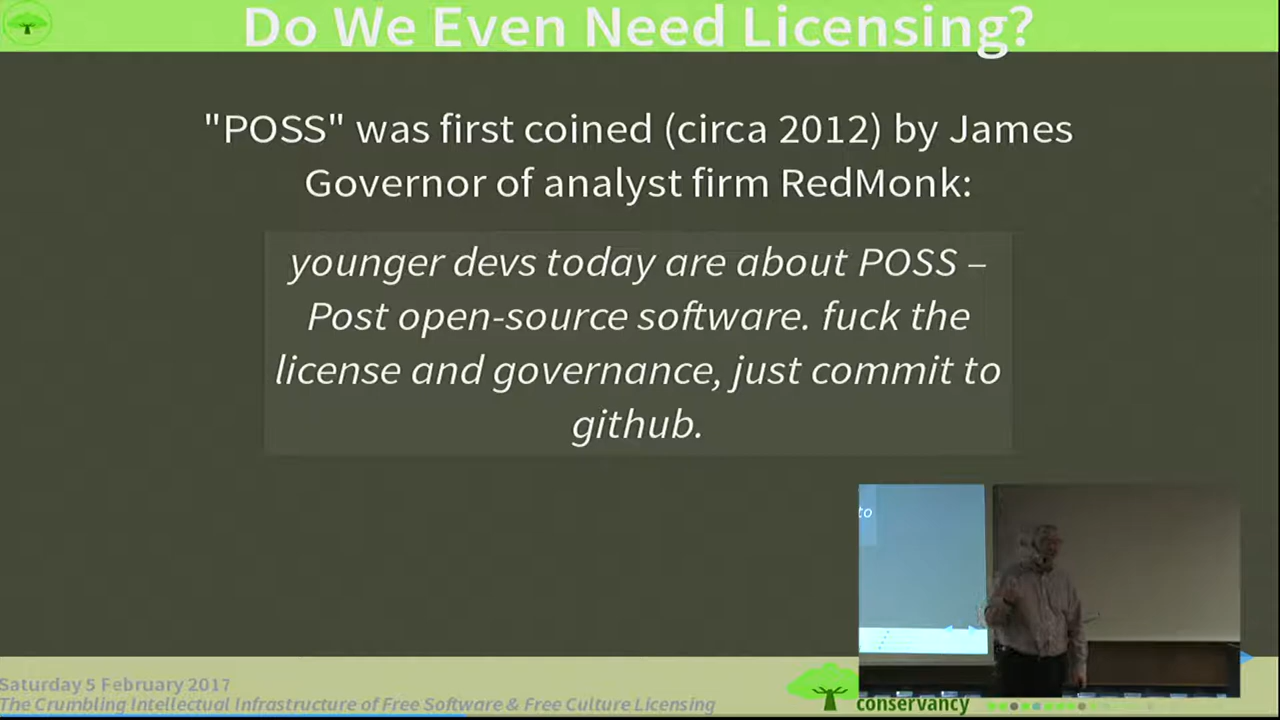 Do We Even Need Licensing?
"POSS" was first coined (circa 2012) by James
Governor of analyst firm RedMonk:
younger devs today are about POSS –
Post open-source software. fuck the
license and governance, just commit to
github.
to
Saturday 5 February 2017
The Crumbling Intellectual Infrastructure of Free Software & Free Culture Licensing
conservancy